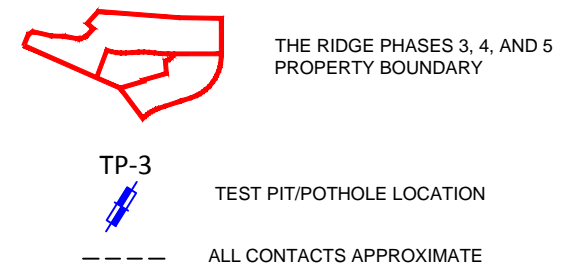 THE RIDGE PHASES 3, 4, AND 5
PROPERTY BOUNDARY
TP-3
TEST PIT/POTHOLE LOCATION
ALL CONTACTS APPROXIMATE